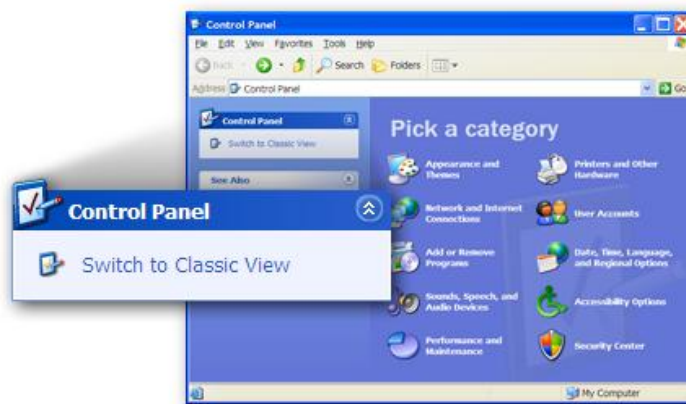 Control Panel
File Edit View Favorites Tools Help
Back Search Folders
Address Control Panel Go
Control Panel
Switch to Classic View
See Also
Pick a category
Appearance and
Themes
Printers and Other
Hardware
Network and Internet
Connections
User Accounts
Add or Remove
Programs
Date, Time, Language,
and Regional Options
Sounds, Speech, and
Audio Devices
Accessibility Options
Performance and
Maintenance
Security Center
My Computer
Control Panel
Switch to Classic View